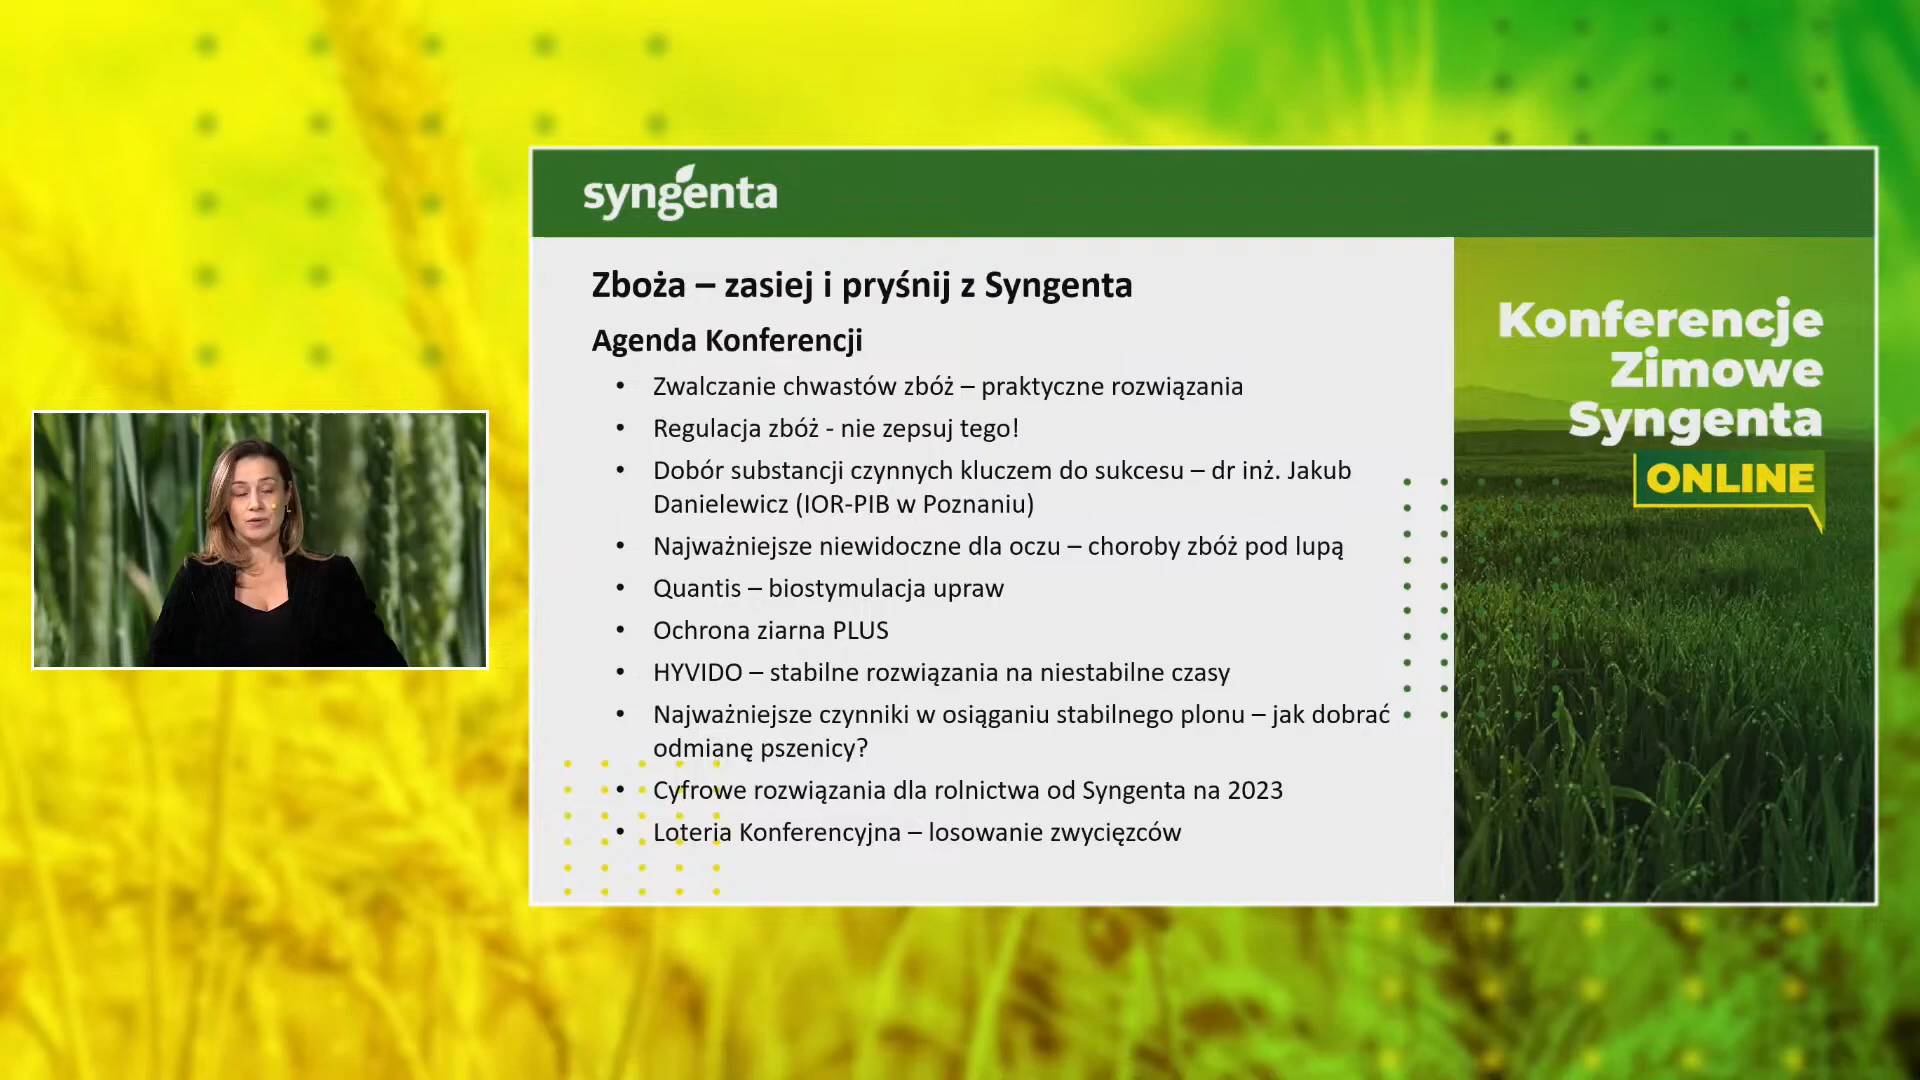 syngenta
Zboża – zasiej i pryśnij z Syngenta
Agenda Konferencji
• Zwalczanie chwastów zbóż – praktyczne rozwiązania
• Regulacja zbóż - nie zepsuj tego!
• Dobór substancji czynnych kluczem do sukcesu – dr inż. Jakub
Danielewicz (IOR-PIB w Poznaniu)
• Najważniejsze niewidoczne dla oczu – choroby zbóż pod lupą
• Quantis – biostymulacja upraw
• Ochrona ziarna PLUS
• HYVIDO – stabilne rozwiązania na niestabilne czasy
• Najważniejsze czynniki w osiąganiu stabilnego plonu – jak dobrać
odmianę pszenicy?
• Cyfrowe rozwiązania dla rolnictwa od Syngenta na 2023
• Loteria Konferencyjna – losowanie zwycięzców
Konferencje
Zimowe
Syngenta
ONLINE